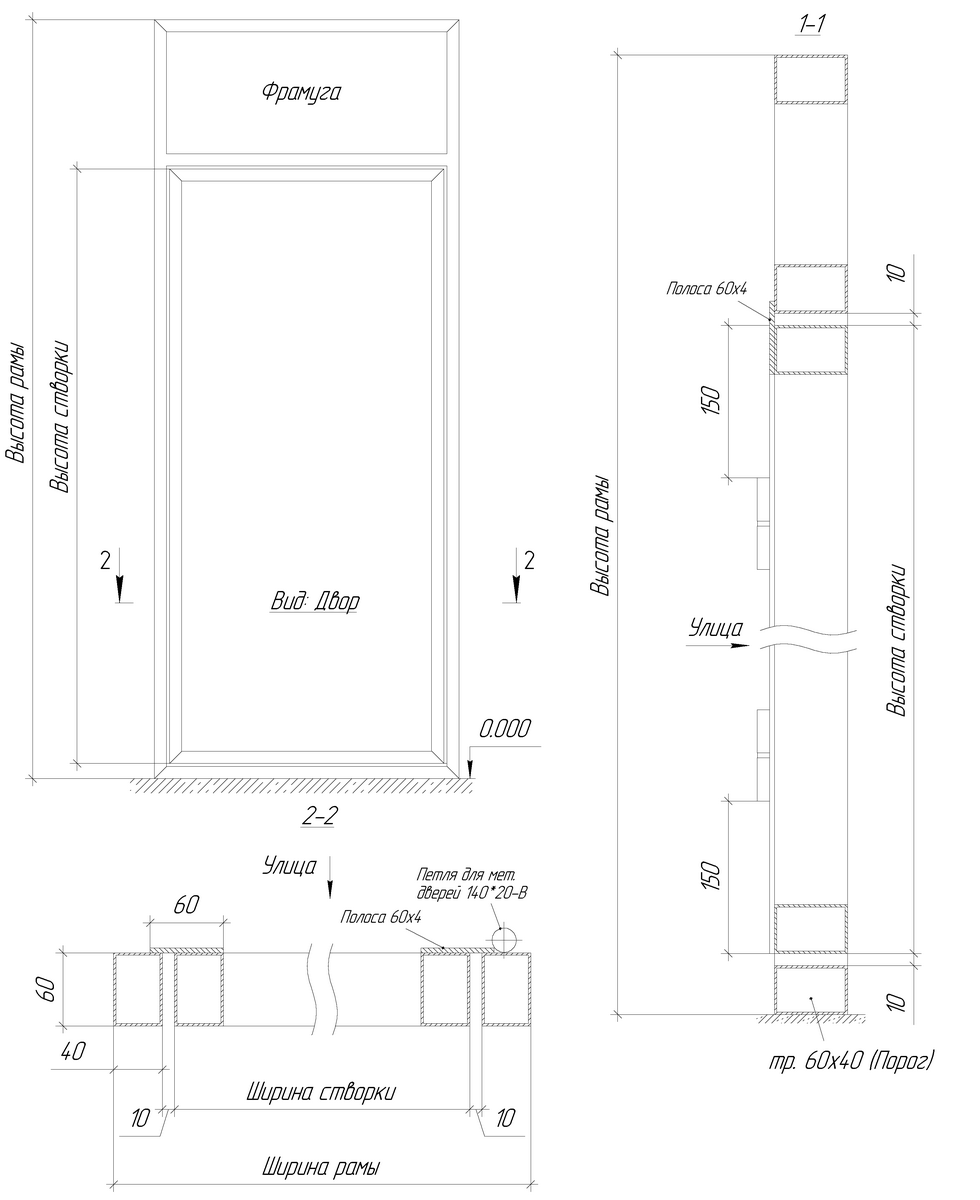 Фрамуга
Высота рамы
Высота створки
2
2
Вид: Двор
0.000
1-1
Полоса 60х4
10
150
Высота рамы
Улица
Высота створки
150
10
тр. 60х40 (Порог)
2-2
Улица
Петля для мет.
дверей 140*20-В
Полоса 60х4
60
60
40
Ширина створки
10
10
Ширина рамы